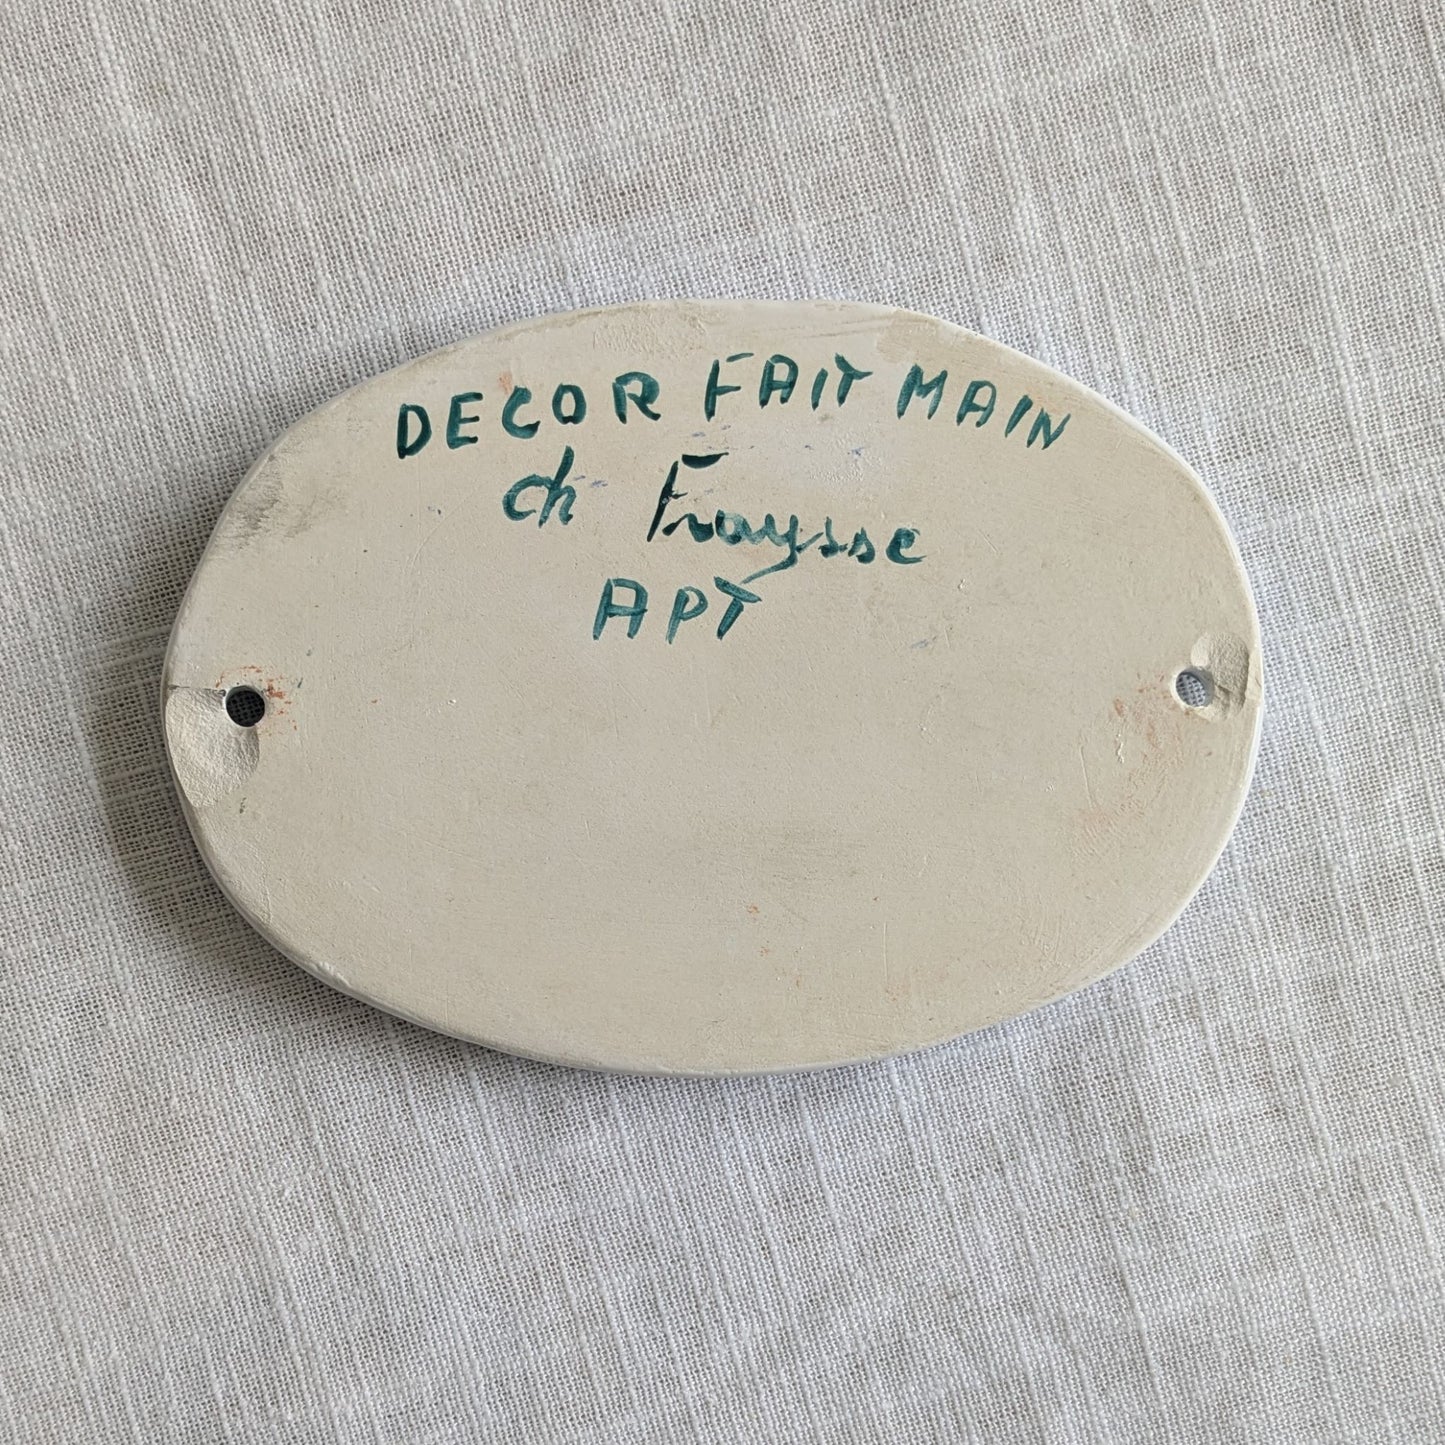 DECOR FAIT MAIN
ch Fraysse
APT